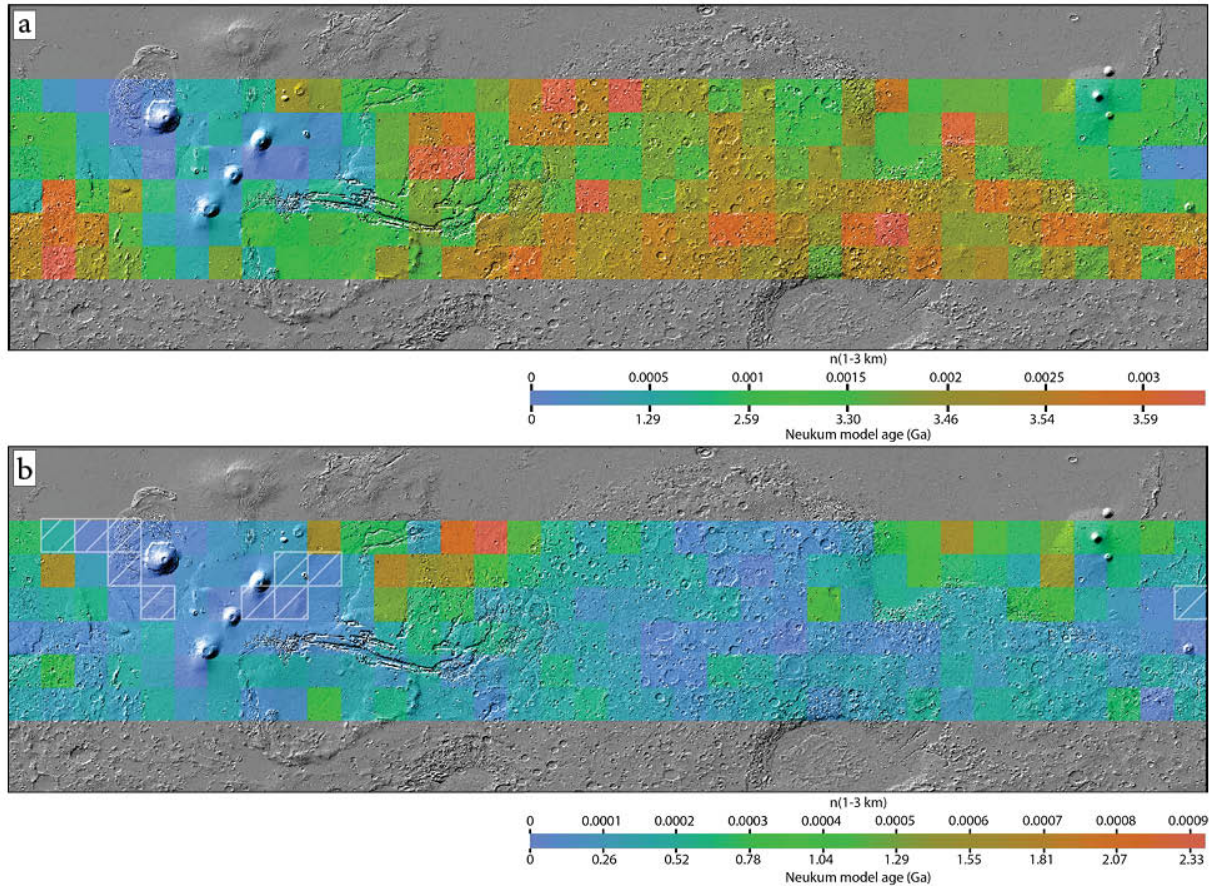 a
n(1-3 km)
0 0.0005 0.001 0.0015 0.002 0.0025 0.003
0 1.29 2.59 3.30 3.46 3.54 3.59
Neukum model age (Ga)
b
n(1-3 km)
0 0.0001 0.0002 0.0003 0.0004 0.0005 0.0006 0.0007 0.0008 0.0009
0 0.26 0.52 0.78 1.04 1.29 1.55 1.81 2.07 2.33
Neukum model age (Ga)